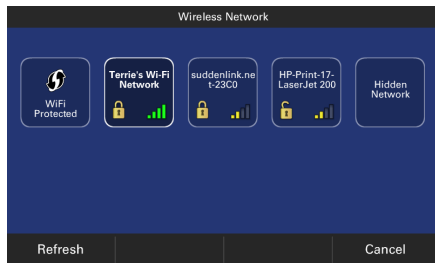 Wireless Network
WiFi
Protected
Terrie's Wi-Fi
Network
suddenlink.ne
t-23C0
HP-Print-17-
LaserJet 200
Hidden
Network
Refresh
Cancel